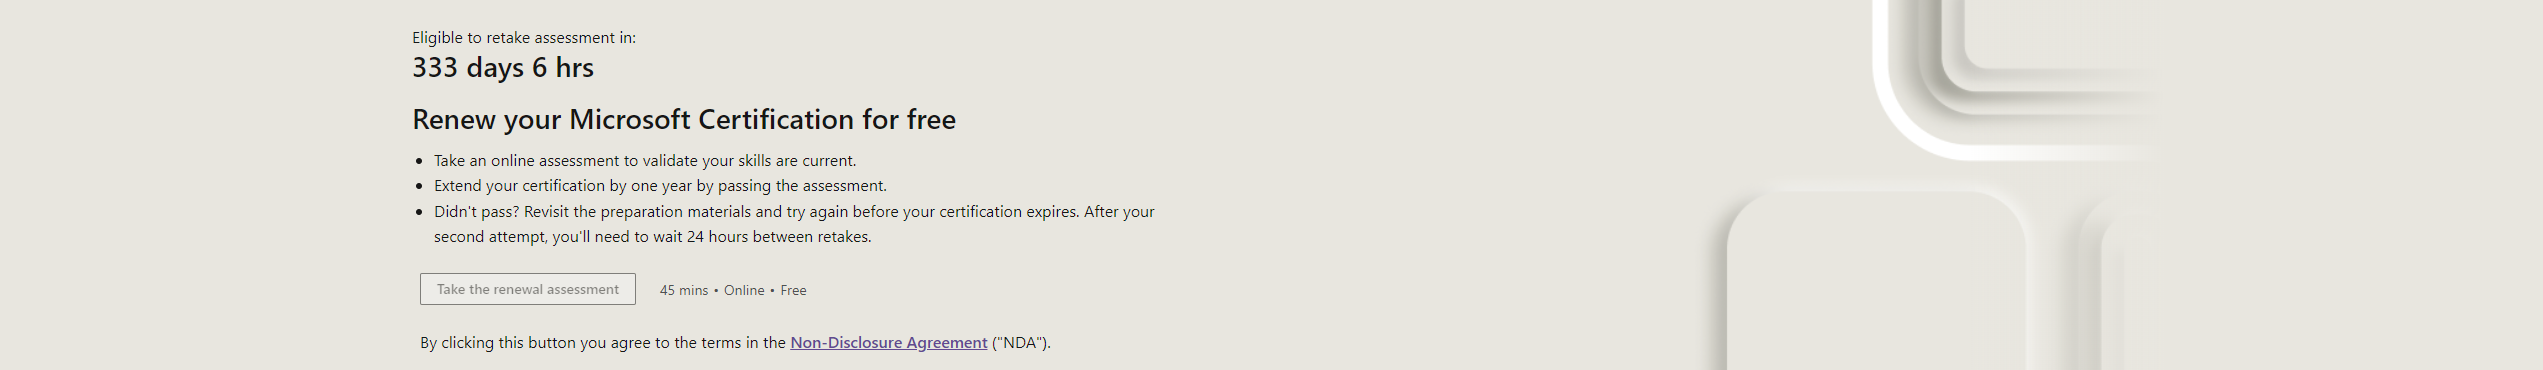 Eligible to retake assessment in:
333 days 6 hrs
Renew your Microsoft Certification for free
• Take an online assessment to validate your skills are current.
• Extend your certification by one year by passing the assessment.
• Didn't pass? Revisit the preparation materials and try again before your certification expires. After your
second attempt, you'll need to wait 24 hours between retakes.
Take the renewal assessment 45 mins • Online • Free
By clicking this button you agree to the terms in the Non-Disclosure Agreement ("NDA").